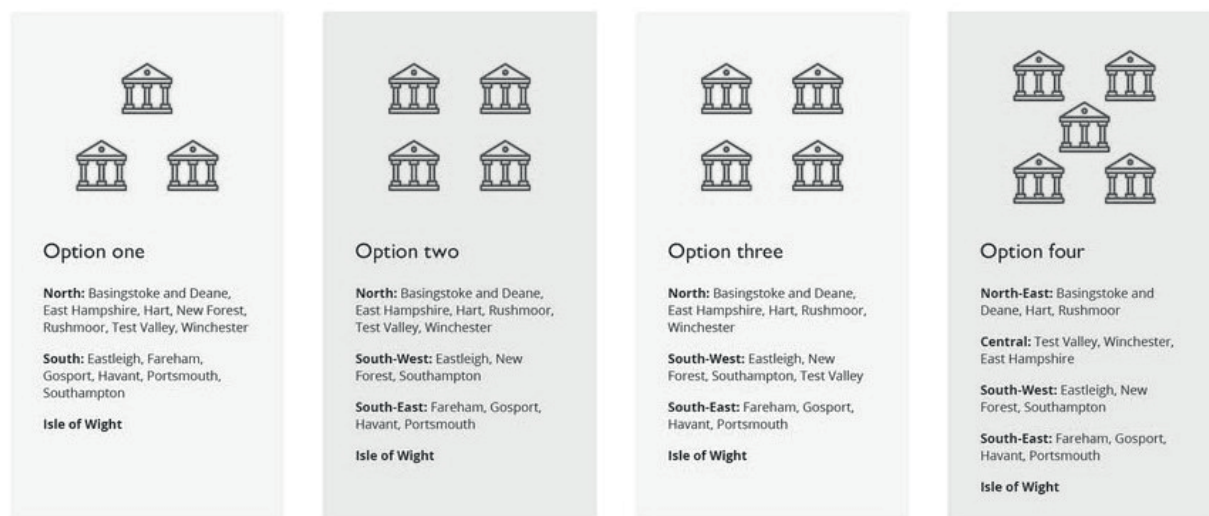 Option one
North: Basingstoke and Deane,
East Hampshire, Hart, New Forest,
Rushmoor, Test Valley, Winchester
South: Eastleigh, Fareham,
Gosport, Havant, Portsmouth,
Southampton
Isle of Wight
Option two
North: Basingstoke and Deane,
East Hampshire, Hart, Rushmoor,
Test Valley, Winchester
South-West: Eastleigh, New
Forest, Southampton
South-East: Fareham, Gosport,
Havant, Portsmouth
Isle of Wight
Option three
North: Basingstoke and Deane,
East Hampshire, Hart, Rushmoor,
Winchester
South-West: Eastleigh, New
Forest, Southampton, Test Valley
South-East: Fareham, Gosport,
Havant, Portsmouth
Isle of Wight
Option four
North-East: Basingstoke and
Deane, Hart, Rushmoor
Central: Test Valley, Winchester,
East Hampshire
South-West: Eastleigh, New
Forest, Southampton
South-East: Fareham, Gosport,
Havant, Portsmouth
Isle of Wight